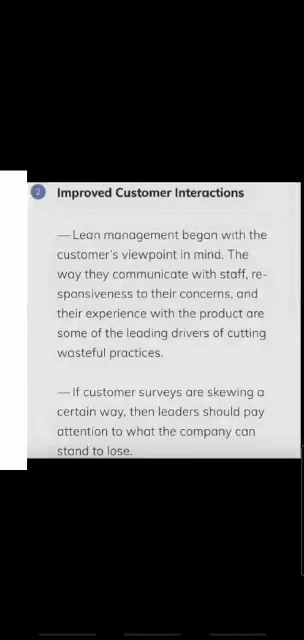 2 Improved Customer Interactions
— Lean management began with the
customer's viewpoint in mind. The
way they communicate with staff, re-
sponsiveness to their concerns, and
their experience with the product are
some of the leading drivers of cutting
wasteful practices.
— If customer surveys are skewing a
certain way, then leaders should pay
attention to what the company can
stand to lose.